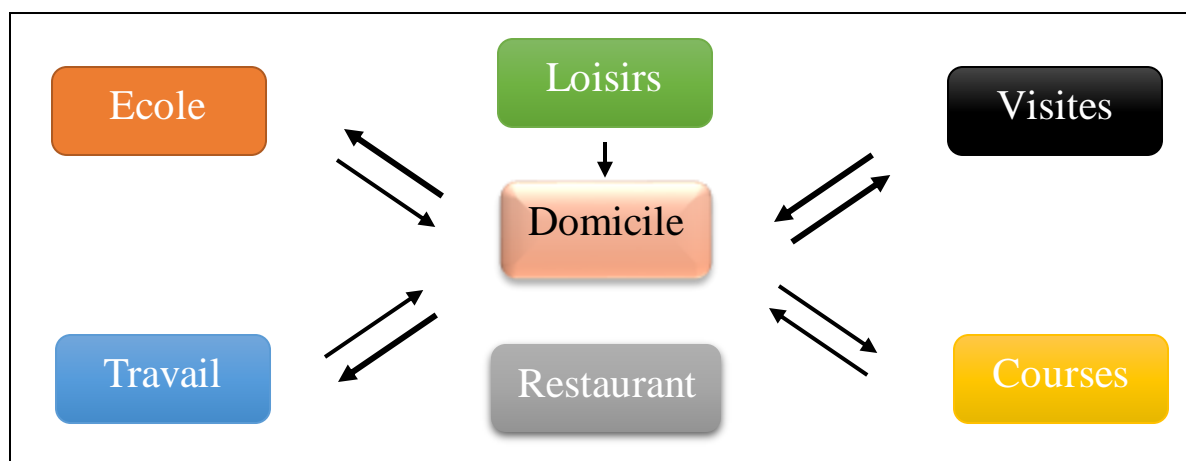 Ecole
Loisirs
Visites
Domicile
Travail
Restaurant
Courses